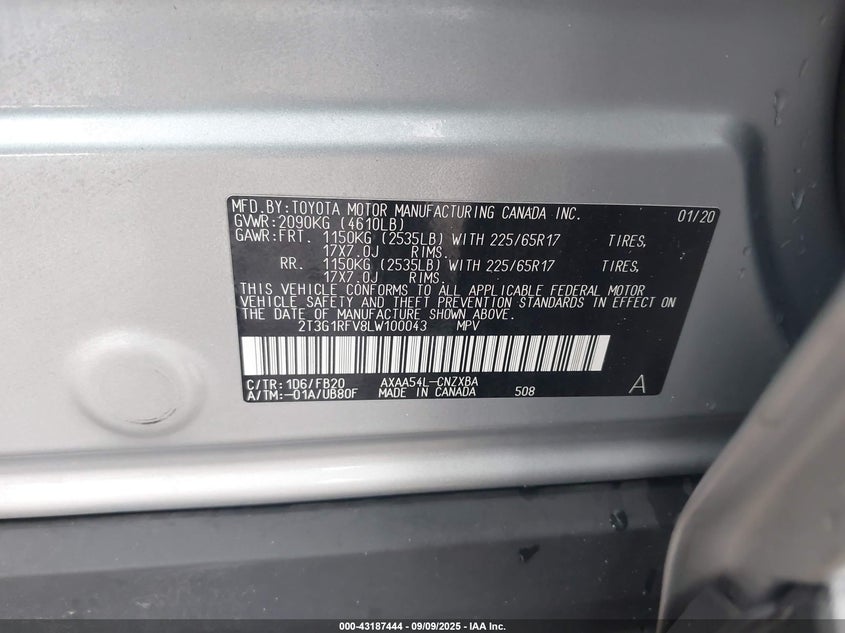 MFD.BY:TOYOTA MOTOR MANUFACTURING CANADA INC. 01/20
GVWR:2090KG (4610LB)
GAWR:FRT. 1150KG (2535LB) WITH 225/65R17 TIRES,
17X7.0J RIMS.
RR. 1150KG (2535LB) WITH 225/65R17 TIRES,
17X7.0J RIMS.
THIS VEHICLE CONFORMS TO ALL APPLICABLE FEDERAL MOTOR
VEHICLE SAFETY AND THEFT PREVENTION STANDARDS IN EFFECT ON
THE DATE OF MANUFACTURE SHOWN ABOVE.
2T3G1RFV8LW100043 MPV
C/TR:1D6/FB20 AXAA54L-CNZXBA
A/TM:-01A/UB80F MADE IN CANADA 508 A
000-43187444 - 09/09/2025 - IAA Inc.